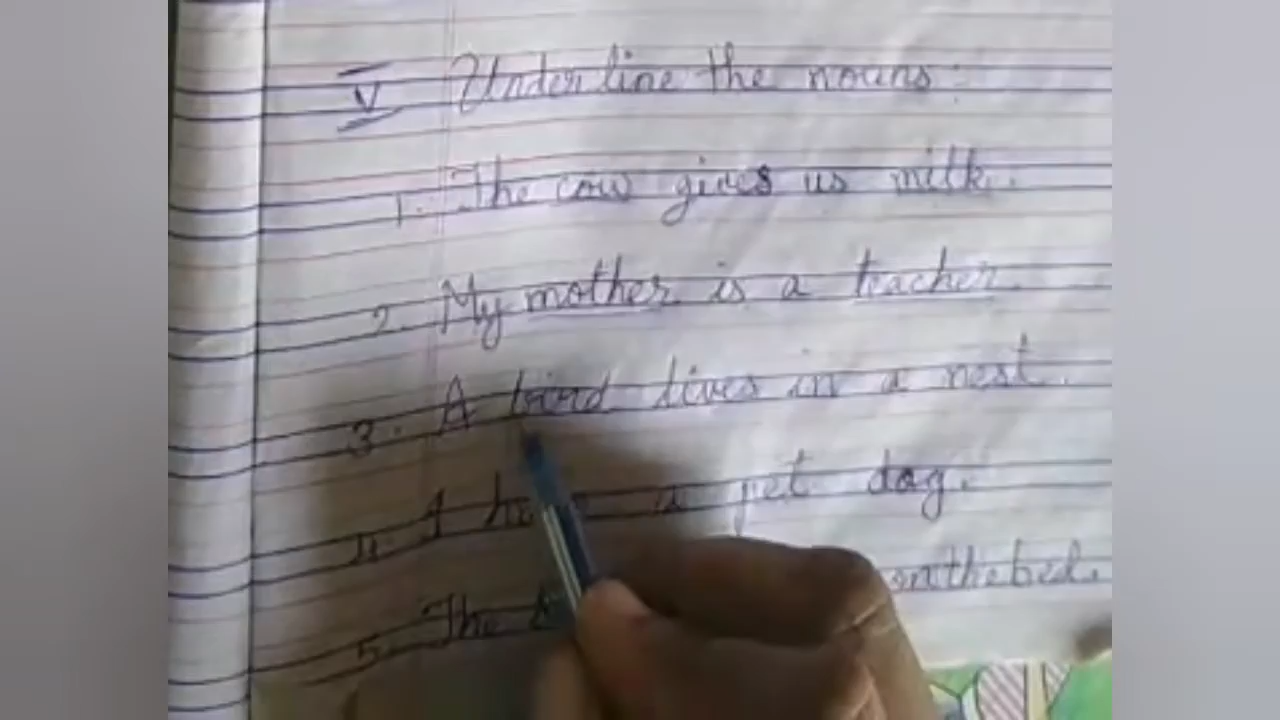 V Underline the nouns:
1. The cow gives us milk.
2. My mother is a teacher.
3. A bird lives in a nest.
4. I a pet dog.
5. The on the bed.